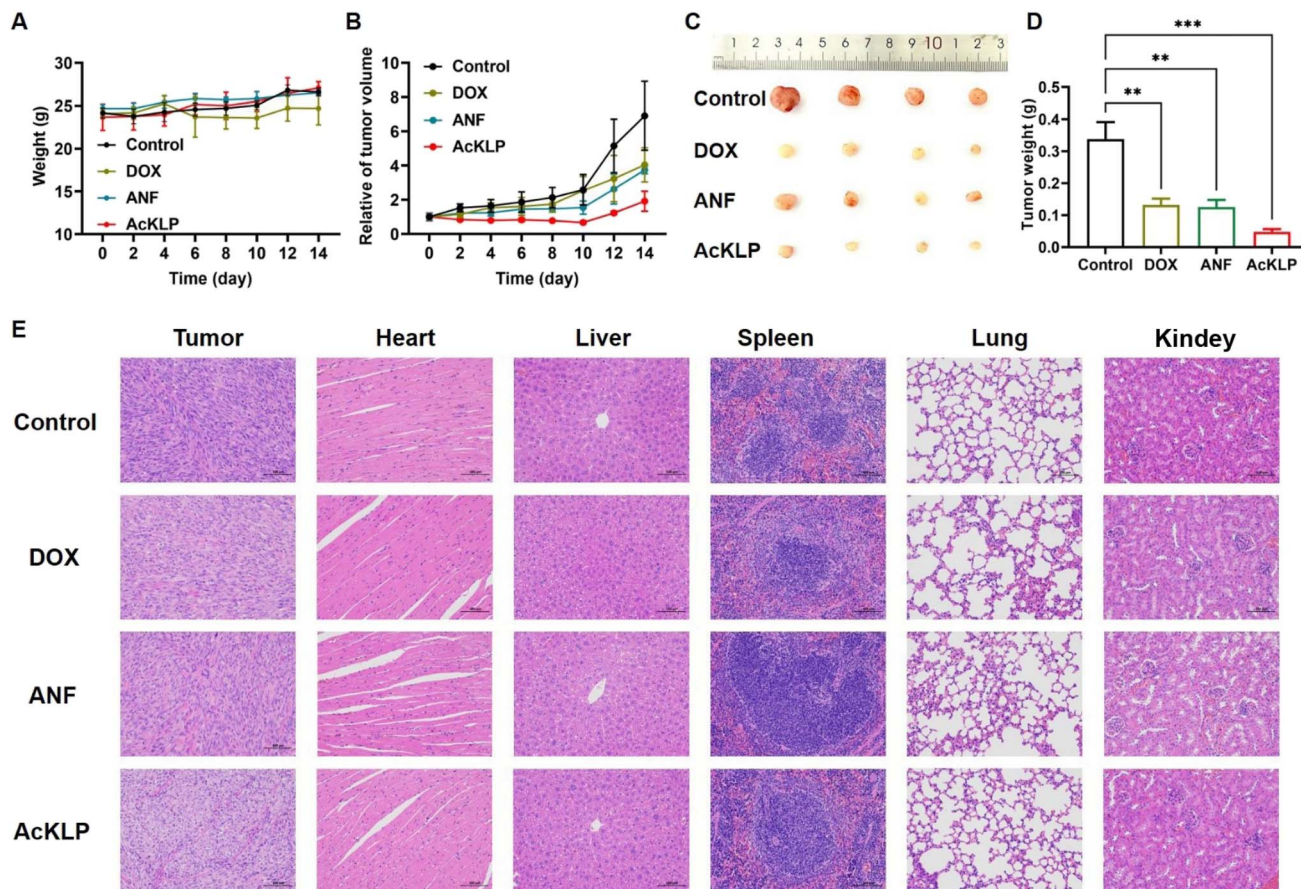 A
Weight (g)
30
25
20
15
10
Control
DOX
ANF
AcKLP
0 2 4 6 8 10 12 14
Time (day)
B
Relative of tumor volume
10
8
6
4
2
0
Control
DOX
ANF
AcKLP
0 2 4 6 8 10 12 14
Time (day)
C
1 2 3 4 5 6 7 8 9 10 1 2 3
Control
DOX
ANF
AcKLP
D
***
**
**
Tumor weight (g)
0.5
0.4
0.3
0.2
0.1
0.0
Control DOX ANF AcKLP
E
Tumor Heart Liver Spleen Lung Kindey
Control
DOX
ANF
AcKLP